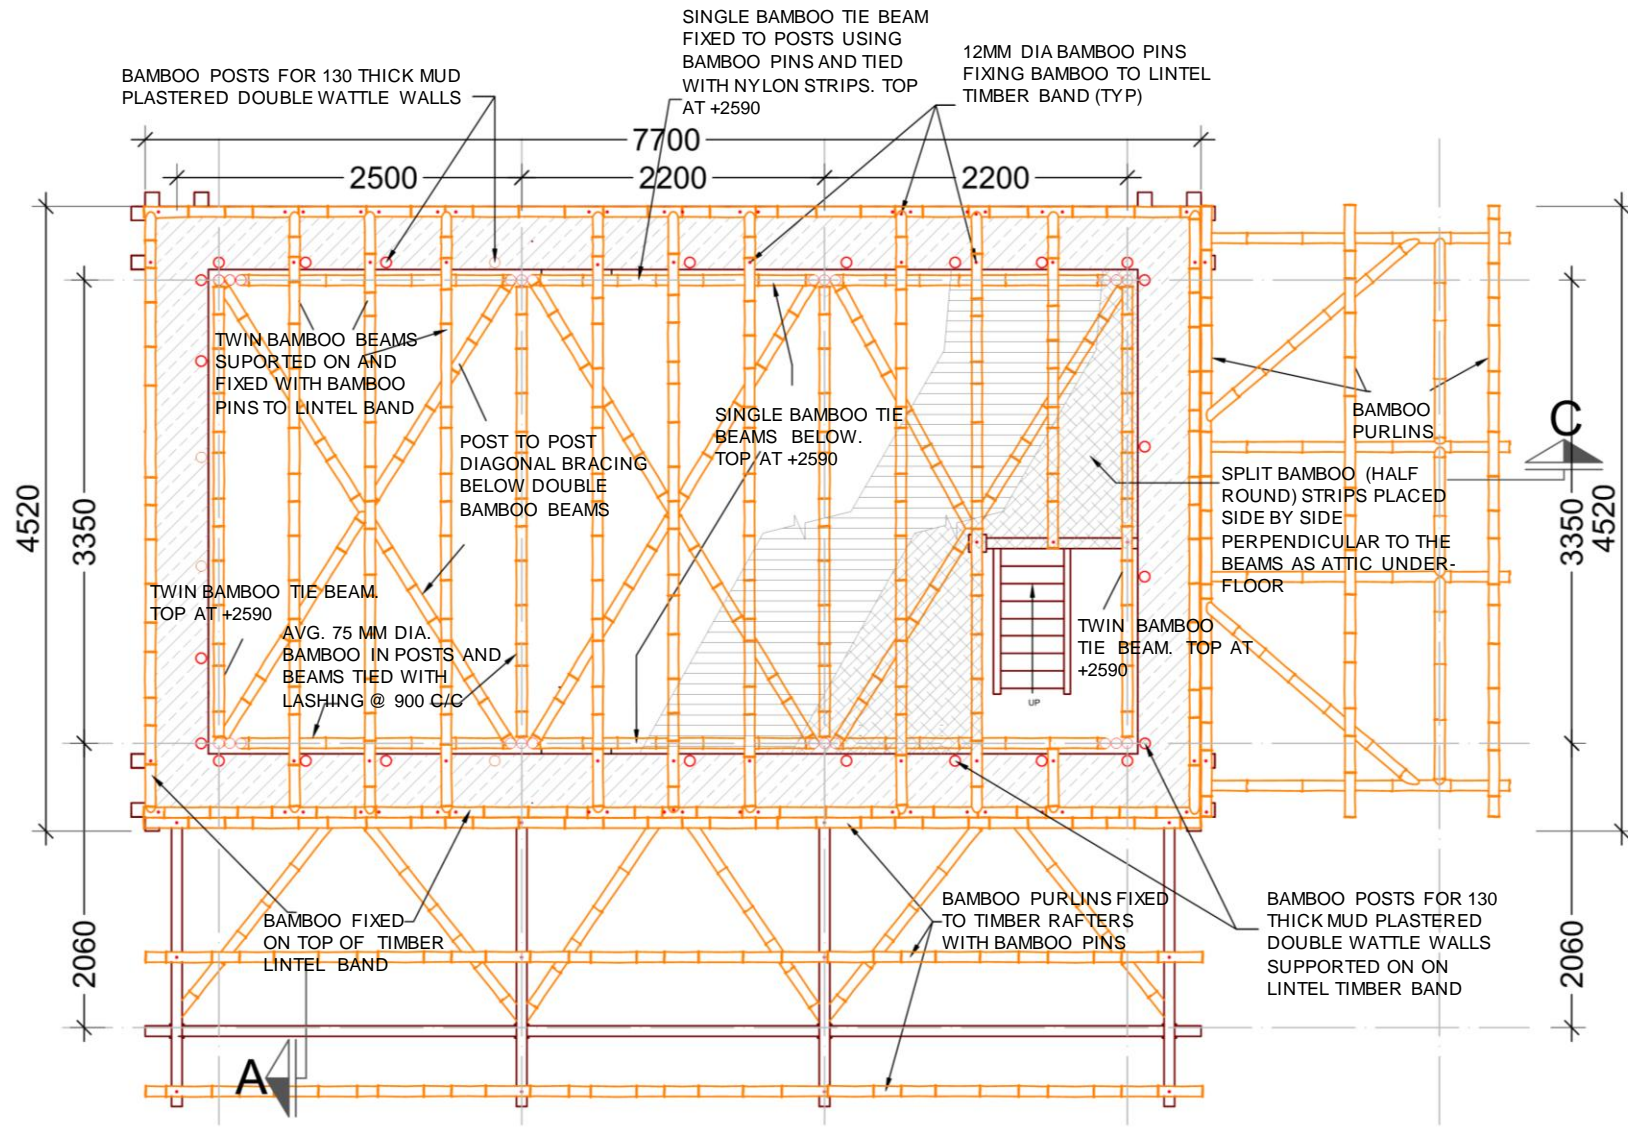 SINGLE BAMBOO TIE BEAM
FIXED TO POSTS USING
BAMBOO PINS AND TIED
WITH NYLON STRIPS. TOP
AT +2590
12MM DIA BAMBOO PINS
FIXING BAMBOO TO LINTEL
TIMBER BAND (TYP)
BAMBOO POSTS FOR 130 THICK MUD
PLASTERED DOUBLE WATTLE WALLS
7700
2500
2200
2200
TWIN BAMBOO BEAMS
SUPORTED ON AND
FIXED WITH BAMBOO
PINS TO LINTEL BAND
POST TO POST
DIAGONAL BRACING
BELOW DOUBLE
BAMBOO BEAMS
SINGLE BAMBOO TIE
BEAMS BELOW.
TOP AT +2590
BAMBOO
PURLINS
C
SPLIT BAMBOO (HALF
ROUND) STRIPS PLACED
SIDE BY SIDE
PERPENDICULAR TO THE
BEAMS AS ATTIC UNDER-
FLOOR
4520
3350
3350
4520
TWIN BAMBOO TIE BEAM.
TOP AT +2590
AVG. 75 MM DIA.
BAMBOO IN POSTS AND
BEAMS TIED WITH
LASHING @ 900 C/C
TWIN BAMBOO
TIE BEAM. TOP AT
+2590
UP
BAMBOO FIXED
ON TOP OF TIMBER
LINTEL BAND
BAMBOO PURLINS FIXED
TO TIMBER RAFTERS
WITH BAMBOO PINS
BAMBOO POSTS FOR 130
THICK MUD PLASTERED
DOUBLE WATTLE WALLS
SUPPORTED ON ON
LINTEL TIMBER BAND
2060
2060
A